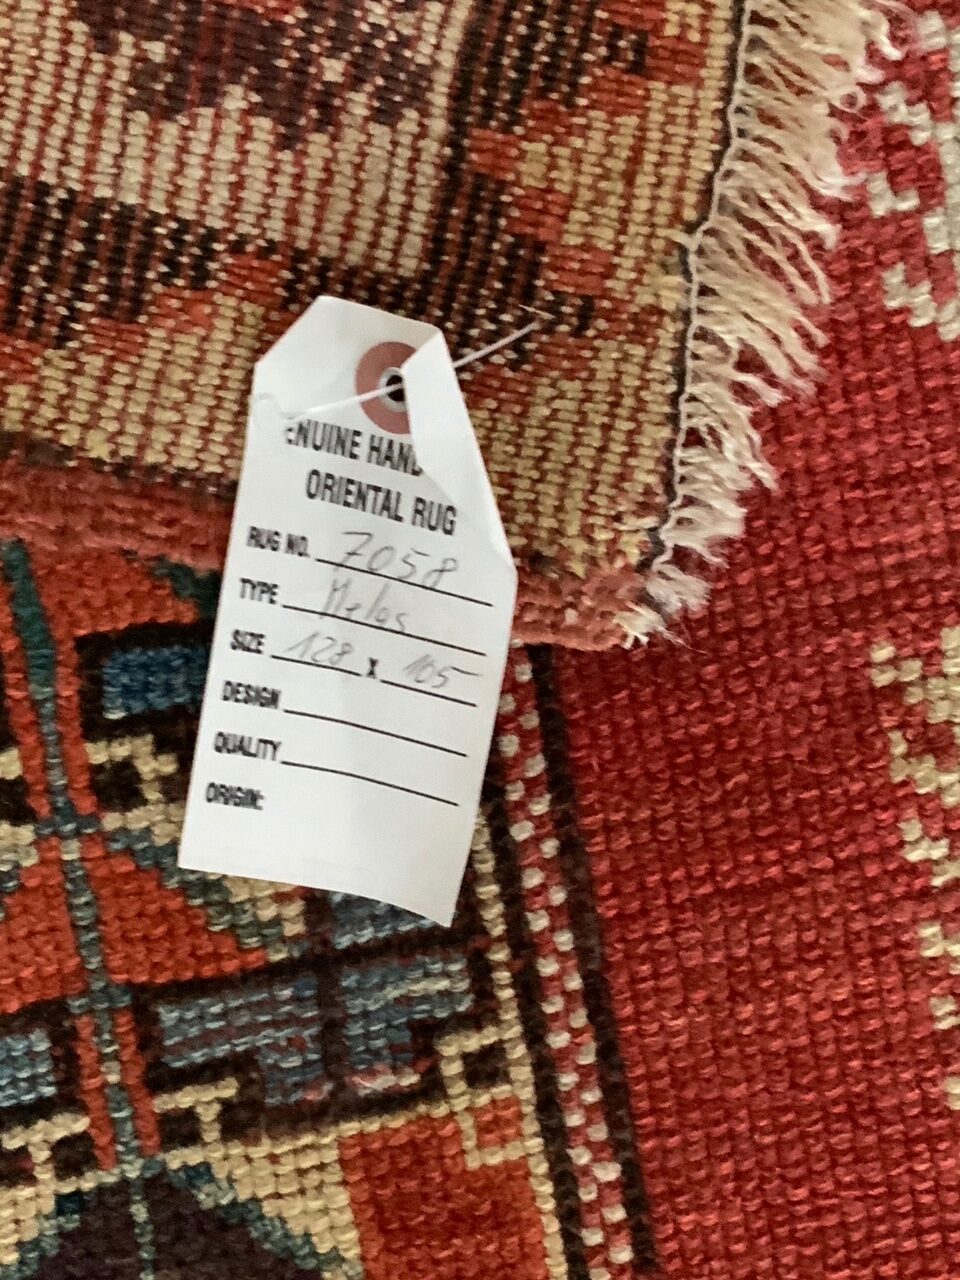 ENUINE HAND
ORIENTAL RUG
RUG NO. 7058
TYPE Melas
SIZE 128 x 105
DESIGN
QUALITY
ORIGIN: